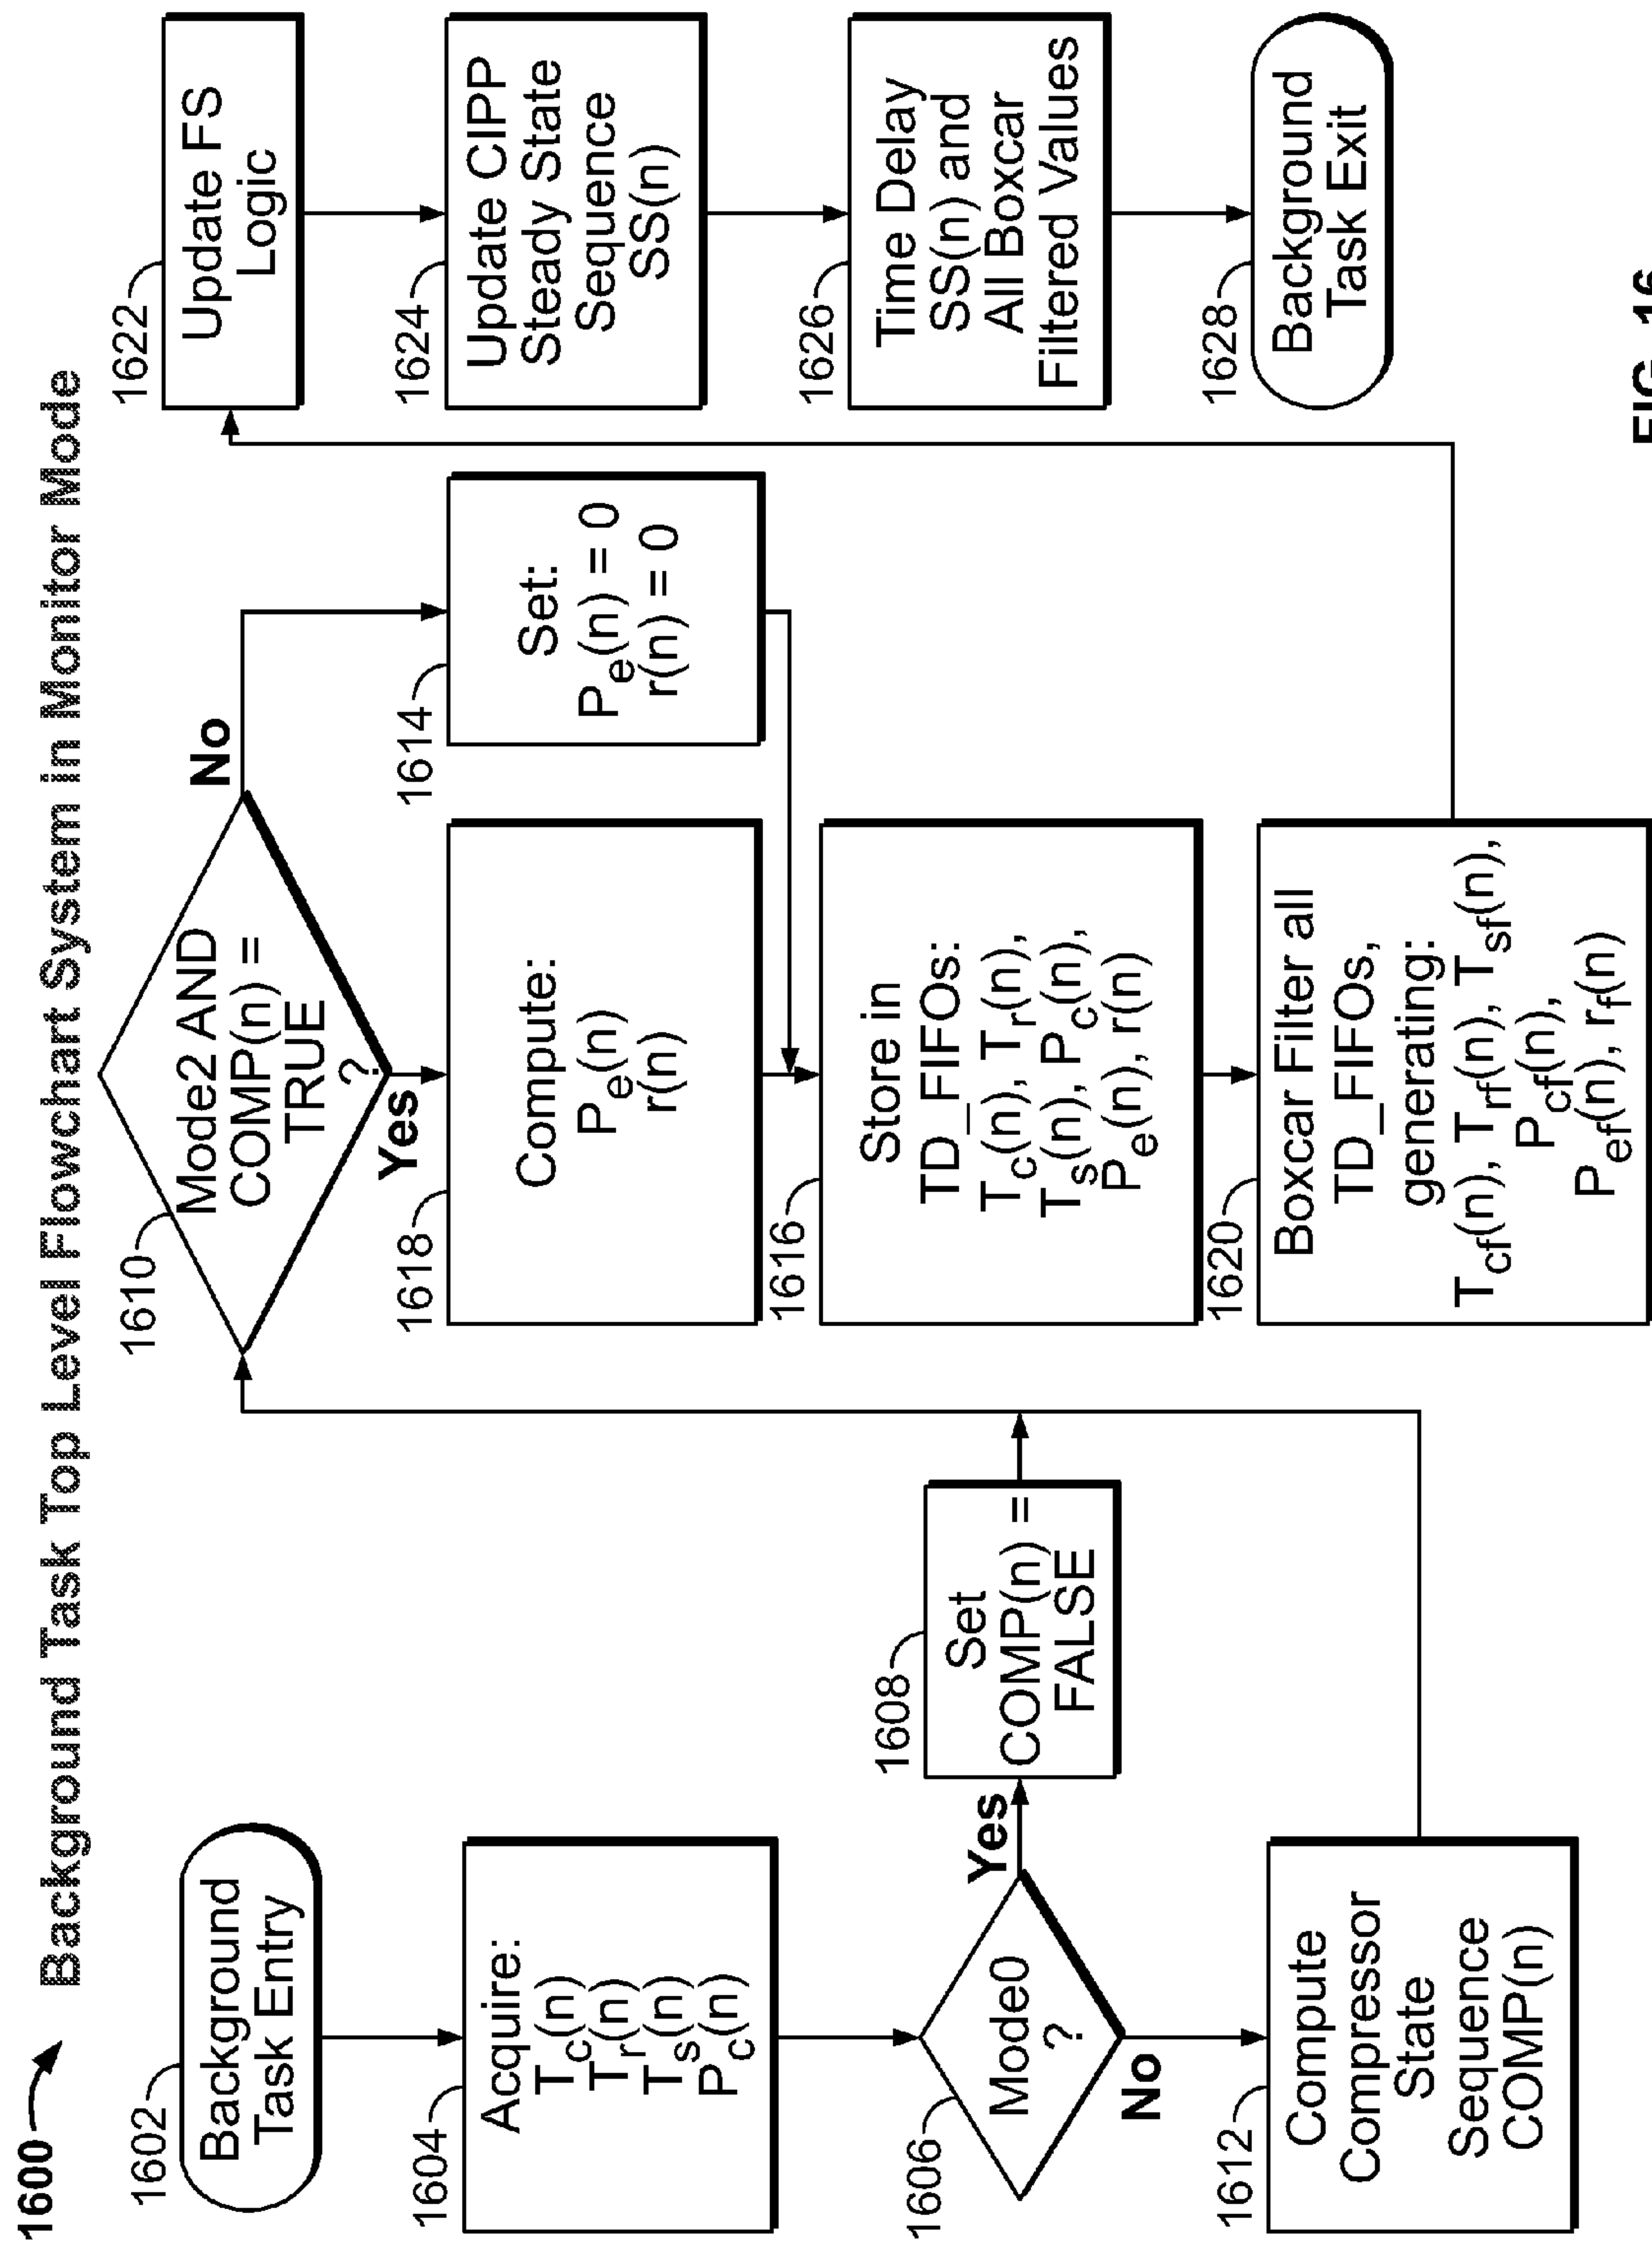 1600
Background Task Top Level Flowchart System in Monitor Mode
1602
Background
Task Entry
1604
Acquire:
Tc(n)
Tr(n)
Ts(n)
Pc(n)
1606
Mode0
?
Yes
No
1608
Set
COMP(n) =
FALSE
1612
Compute
Compressor
State
Sequence
COMP(n)
1610
Mode2 AND
COMP(n) =
TRUE
?
Yes
No
1618
Compute:
Pe(n)
r(n)
1614
Set:
Pe(n) = 0
r(n) = 0
1616
Store in
TD_FIFOs:
Tc(n), Tr(n),
Ts(n), Pc(n),
Pe(n), r(n)
1620
Boxcar Filter all
TD_FIFOs,
generating:
Tcf(n), Trf(n), Tsf(n),
Pcf(n),
Pef(n), rf(n)
1622
Update FS
Logic
1624
Update CIPP
Steady State
Sequence
SS(n)
1626
Time Delay
SS(n) and
All Boxcar
Filtered Values
1628
Background
Task Exit
FIG. 16